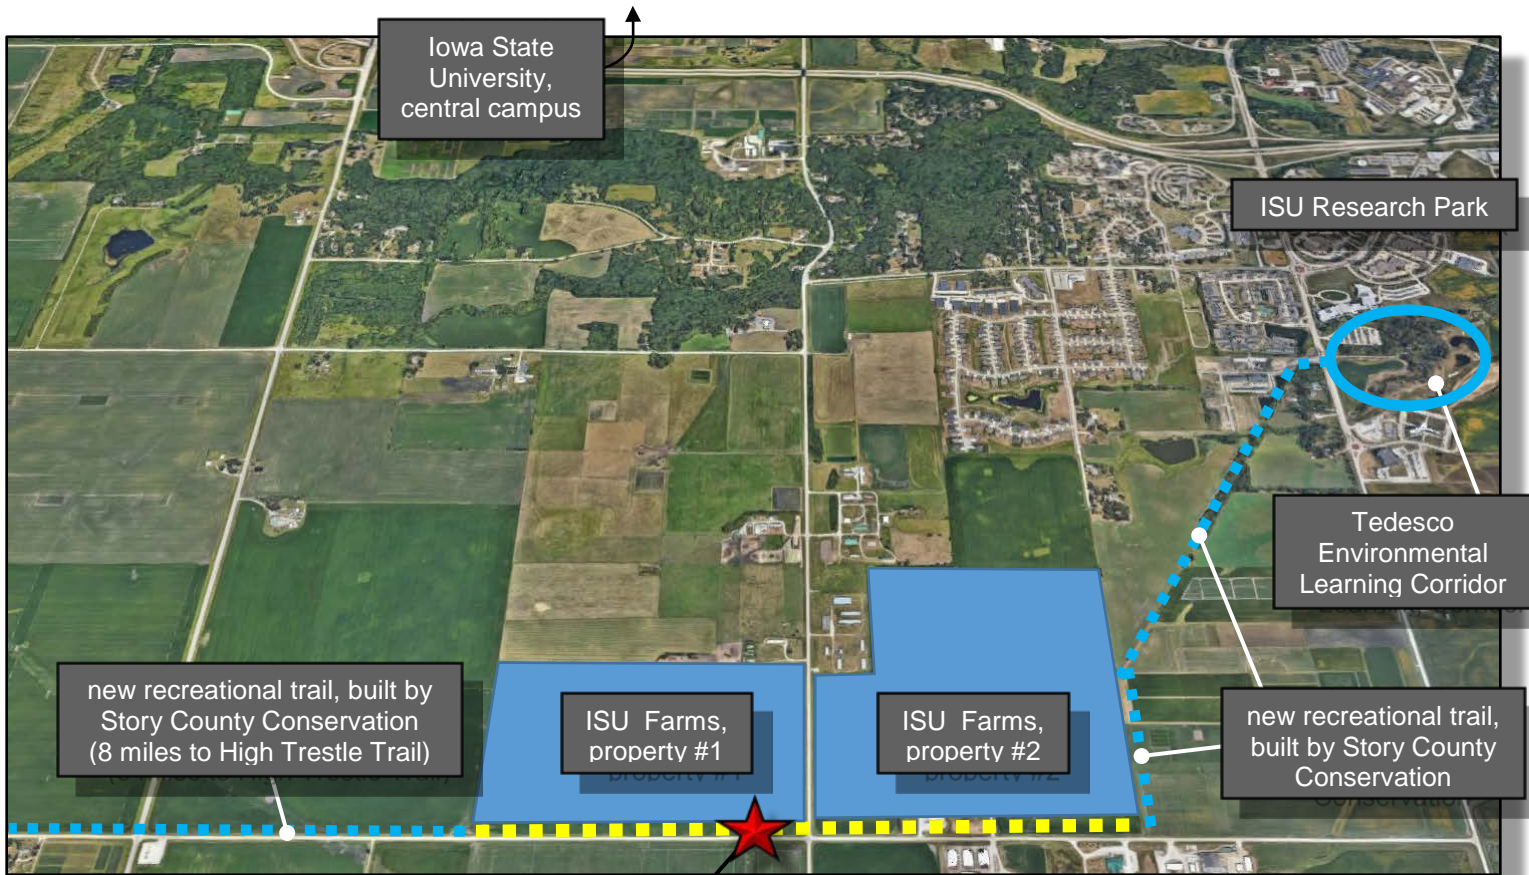 Iowa State
University,
central campus
ISU Research Park
Tedesco
Environmental
Learning Corridor
new recreational trail, built by
Story County Conservation
(8 miles to High Trestle Trail)
ISU Farms,
property #1
ISU Farms,
property #2
new recreational trail,
built by Story County
Conservation